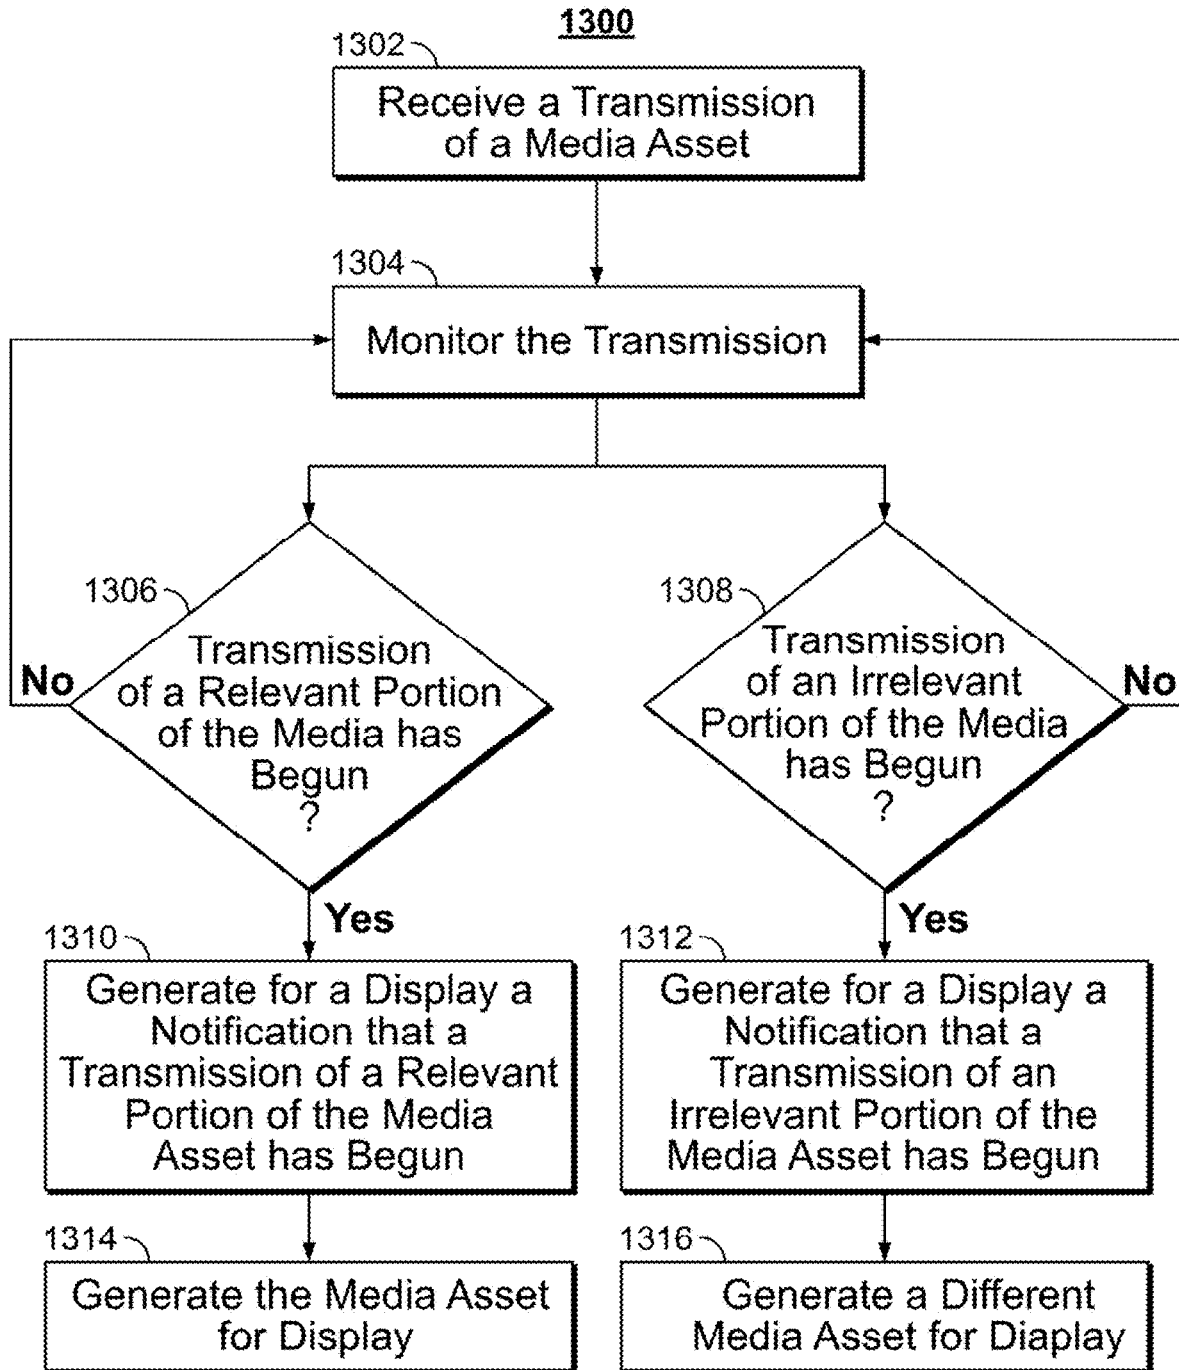 1300
1302
Receive a Transmission
of a Media Asset
1304
Monitor the Transmission
1306
Transmission
of a Relevant Portion
of the Media has
Begun
?
No
Yes
1308
Transmission
of an Irrelevant
Portion of the Media
has Begun
?
No
Yes
1310
Generate for a Display a
Notification that a
Transmission of a Relevant
Portion of the Media
Asset has Begun
1312
Generate for a Display a
Notification that a
Transmission of an
Irrelevant Portion of the
Media Asset has Begun
1314
Generate the Media Asset
for Display
1316
Generate a Different
Media Asset for Diaplay